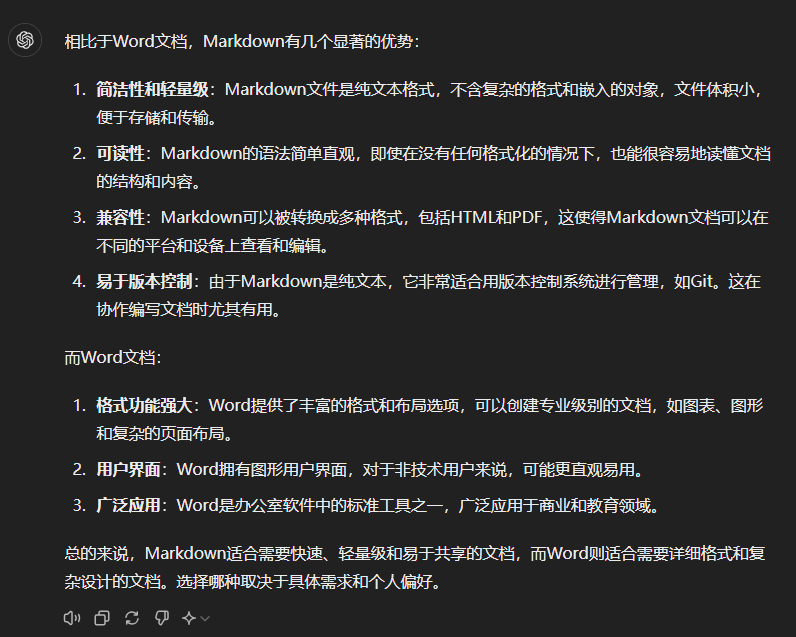 相比于Word文档，Markdown有几个显著的优势：
1. 简洁性和轻量级：Markdown文件是纯文本格式，不含复杂的格式和嵌入的对象，文件体积小，
便于存储和传输。
2. 可读性：Markdown的语法简单直观，即使在没有任何格式化的情况下，也能很容易地读懂文档
的结构和内容。
3. 兼容性：Markdown可以被转换成多种格式，包括HTML和PDF，这使得Markdown文档可以在
不同的平台和设备上查看和编辑。
4. 易于版本控制：由于Markdown是纯文本，它非常适合用版本控制系统进行管理，如Git。这在
协作编写文档时尤其有用。
而Word文档：
1. 格式功能强大：Word提供了丰富的格式和布局选项，可以创建专业级别的文档，如图表、图形
和复杂的页面布局。
2. 用户界面：Word拥有图形用户界面，对于非技术用户来说，可能更直观易用。
3. 广泛应用：Word是办公室软件中的标准工具之一，广泛应用于商业和教育领域。
总的来说，Markdown适合需要快速、轻量级和易于共享的文档，而Word则适合需要详细格式和复
杂设计的文档。选择哪种取决于具体需求和个人偏好。